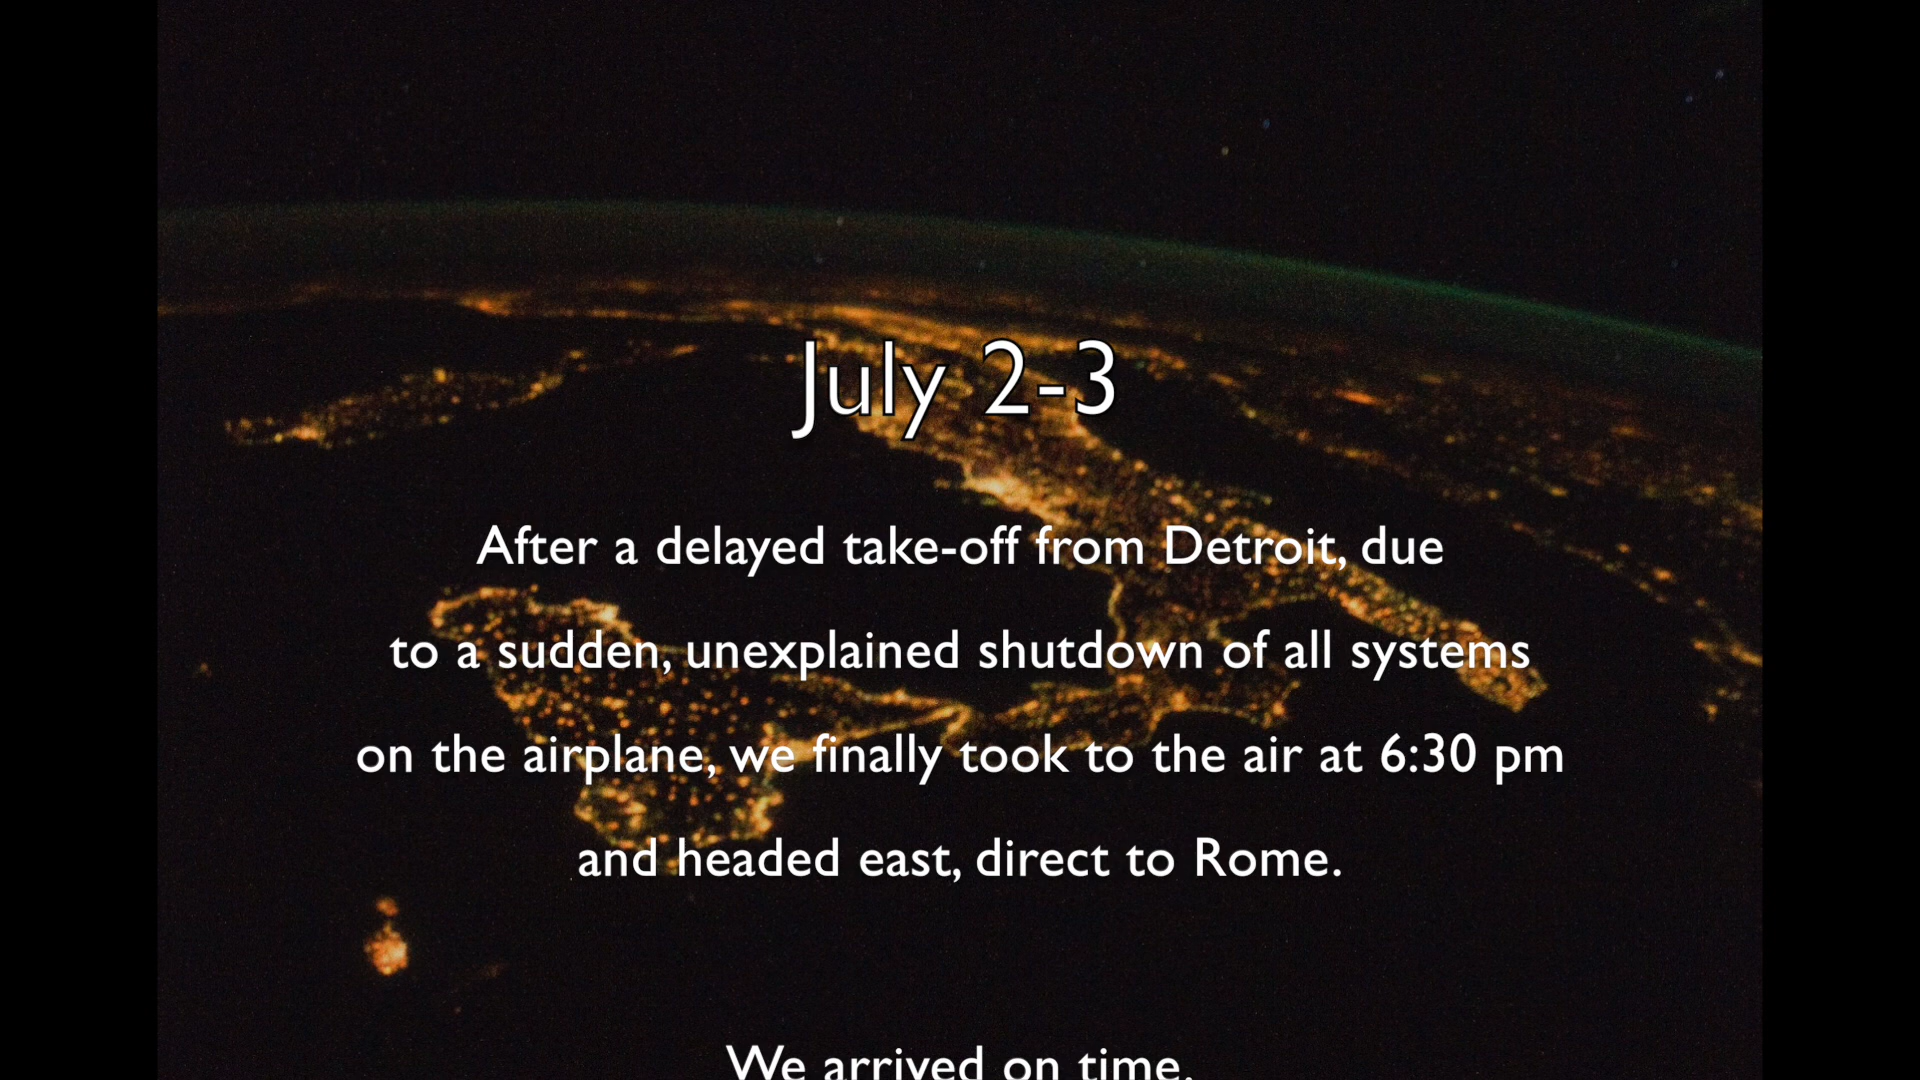 July 2-3
After a delayed take-off from Detroit, due
to a sudden, unexplained shutdown of all systems
on the airplane, we finally took to the air at 6:30 pm
and headed east, direct to Rome.
We arrived on time.